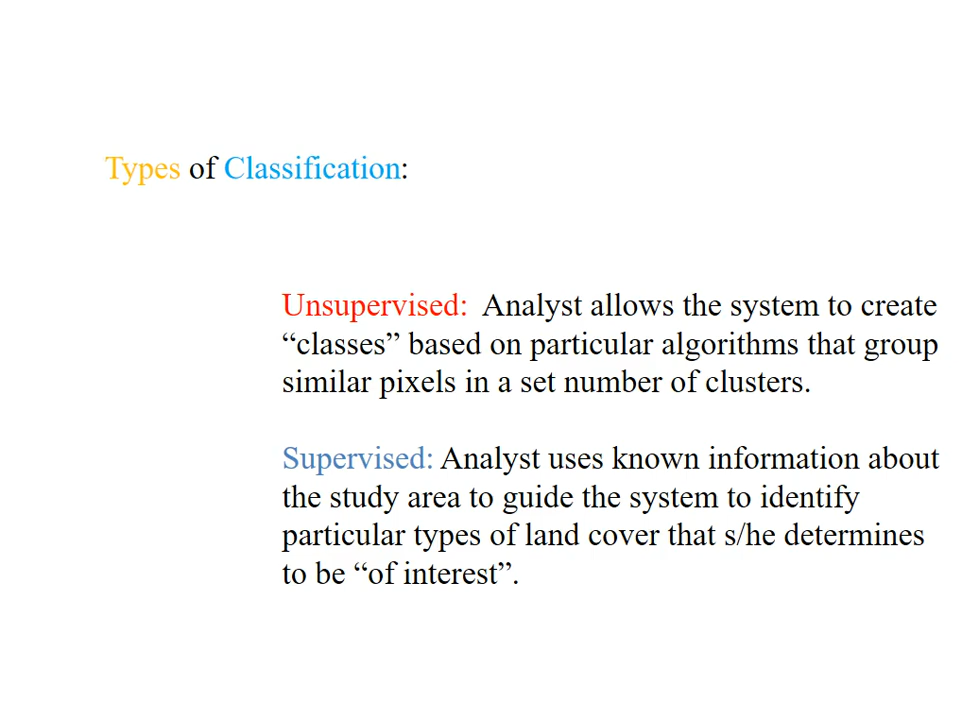 Types of Classification:
Unsupervised:  Analyst allows the system to create
“classes” based on particular algorithms that group
similar pixels in a set number of clusters.
Supervised: Analyst uses known information about
the study area to guide the system to identify
particular types of land cover that s/he determines
to be “of interest”.